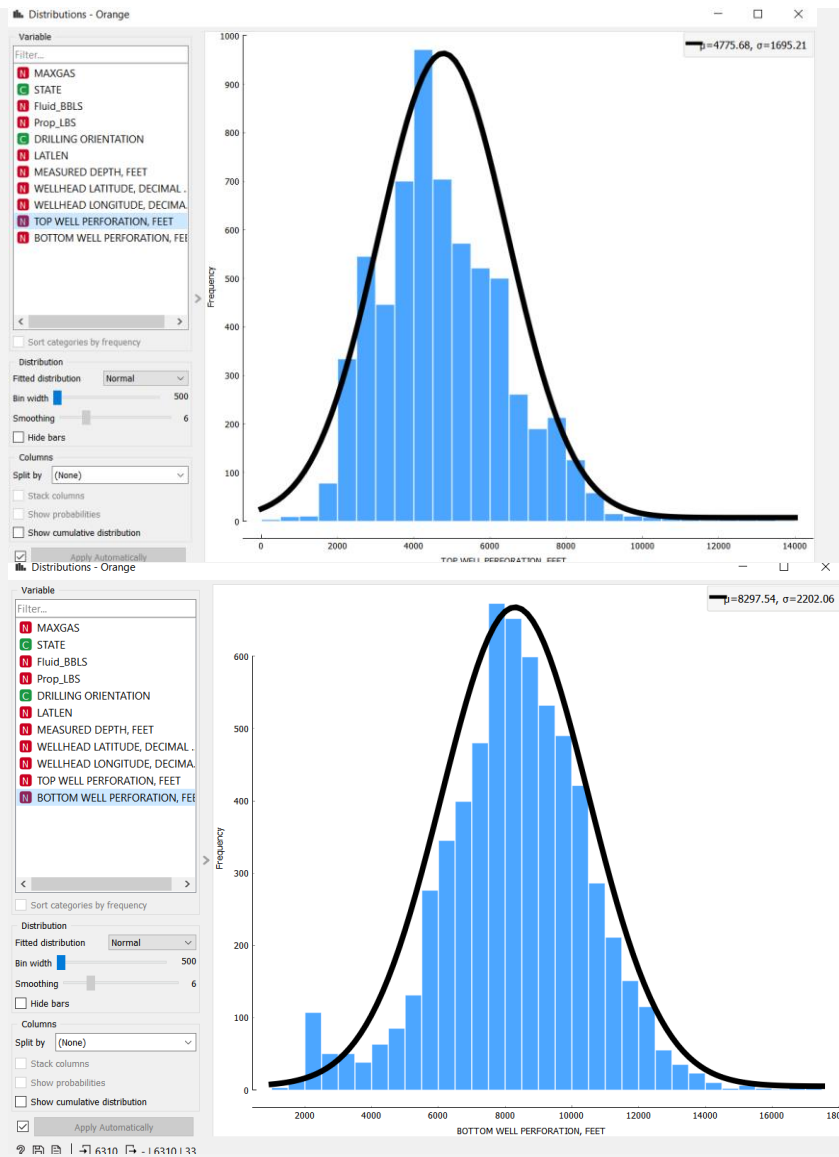 Distributions - Orange
Variable
Filter...
N MAXGAS
C STATE
N Fluid_BBLS
N Prop_LBS
C DRILLING ORIENTATION
N LATLEN
N MEASURED DEPTH, FEET
N WELLHEAD LATITUDE, DECIMAL .
N WELLHEAD LONGITUDE, DECIMA.
N TOP WELL PERFORATION, FEET
N BOTTOM WELL PERFORATION, FEE
Sort categories by frequency
Distribution
Fitted distribution Normal
Bin width 500
Smoothing 6
Hide bars
Columns
Split by (None)
Stack columns
Show probabilities
Show cumulative distribution
Apply Automatically
μ=4775.68, σ=1695.21
1000
900
800
700
600
500
400
300
200
100
0
Frequency
0 2000 4000 6000 8000 10000 12000 14000
TOP WELL PERFORATION, FEET
Distributions - Orange
Variable
Filter...
N MAXGAS
C STATE
N Fluid_BBLS
N Prop_LBS
C DRILLING ORIENTATION
N LATLEN
N MEASURED DEPTH, FEET
N WELLHEAD LATITUDE, DECIMAL .
N WELLHEAD LONGITUDE, DECIMA.
N TOP WELL PERFORATION, FEET
N BOTTOM WELL PERFORATION, FEE
Sort categories by frequency
Distribution
Fitted distribution Normal
Bin width 500
Smoothing 6
Hide bars
Columns
Split by (None)
Stack columns
Show probabilities
Show cumulative distribution
Apply Automatically
? 6310 - | 6310 | 33
μ=8297.54, σ=2202.06
600
500
400
300
200
100
0
Frequency
2000 4000 6000 8000 10000 12000 14000 16000 180
BOTTOM WELL PERFORATION, FEET